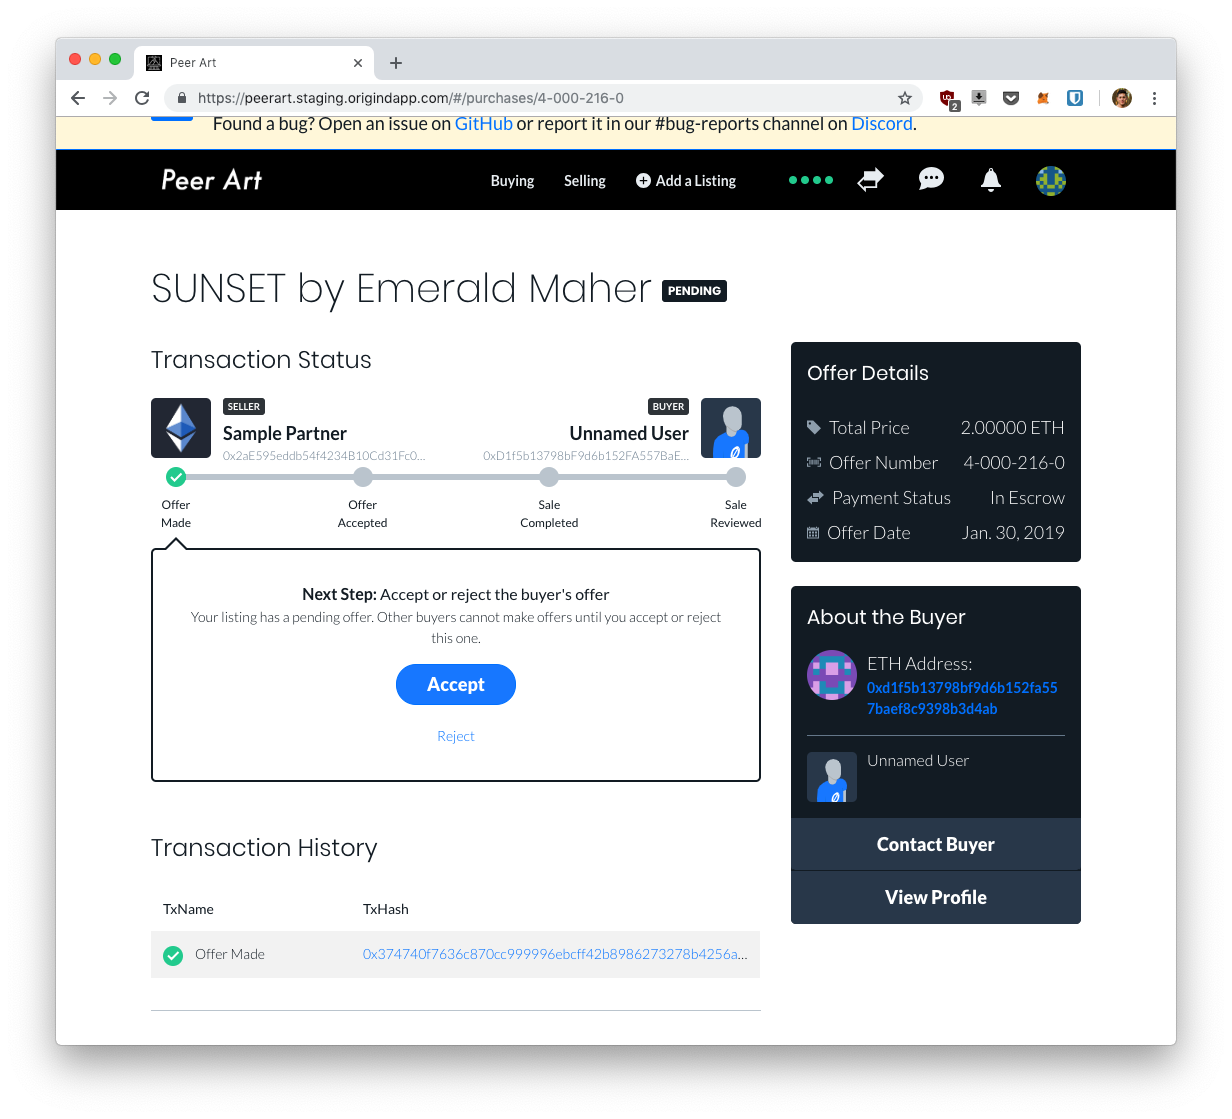 Peer Art
https://peerart.staging.origindapp.com/#/purchases/4-000-216-0
2
Found a bug? Open an issue on GitHub or report it in our #bug-reports channel on Discord.
Peer Art
Buying
Selling
Add a Listing
SUNSET by Emerald Maher PENDING
Transaction Status
SELLER
Sample Partner
0x2aE595eddb54f4234B10Cd31Fc0...
BUYER
Unnamed User
0xD1f5b13798bF9d6b152FA557BaE...
Offer
Made
Offer
Accepted
Sale
Completed
Sale
Reviewed
Next Step: Accept or reject the buyer's offer
Your listing has a pending offer. Other buyers cannot make offers until you accept or reject
this one.
Accept
Reject
Transaction History
TxName TxHash
Offer Made 0x374740f7636c870cc999996ebcff42b8986273278b4256a...
Offer Details
Total Price 2.00000 ETH
Offer Number 4-000-216-0
Payment Status In Escrow
Offer Date Jan. 30, 2019
About the Buyer
ETH Address:
0xd1f5b13798bf9d6b152fa55
7baef8c9398b3d4ab
Unnamed User
Contact Buyer
View Profile